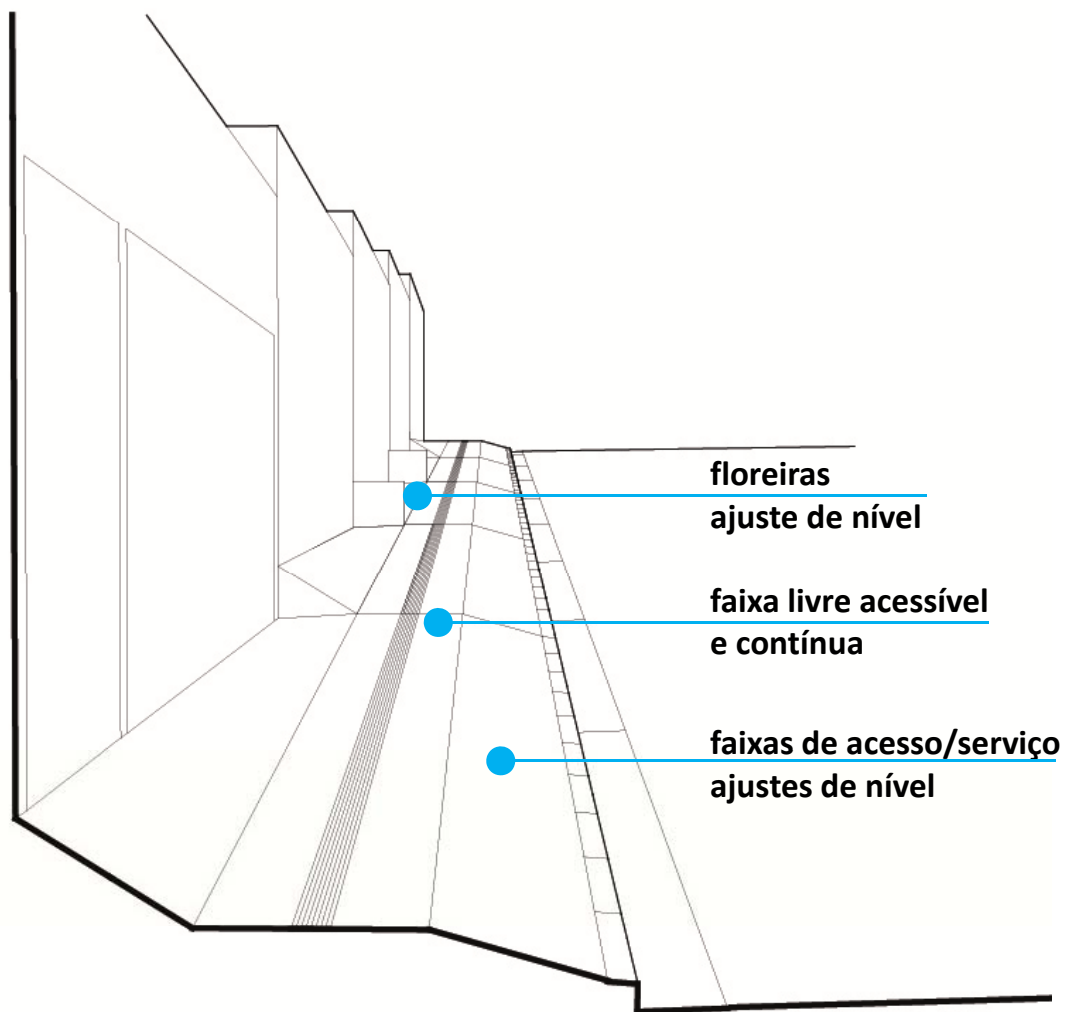 floreiras
ajuste de nível
faixa livre acessível
e contínua
faixas de acesso/serviço
ajustes de nível